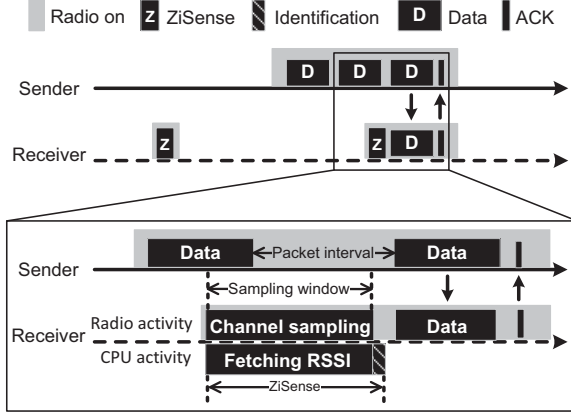 Radio on Z ZiSense Identification D Data ACK
D D D
Sender
Receiver Z Z D
Data Packet interval Data
Sender
Sampling window
Receiver Radio activity Channel sampling Data
CPU activity Fetching RSSI
ZiSense